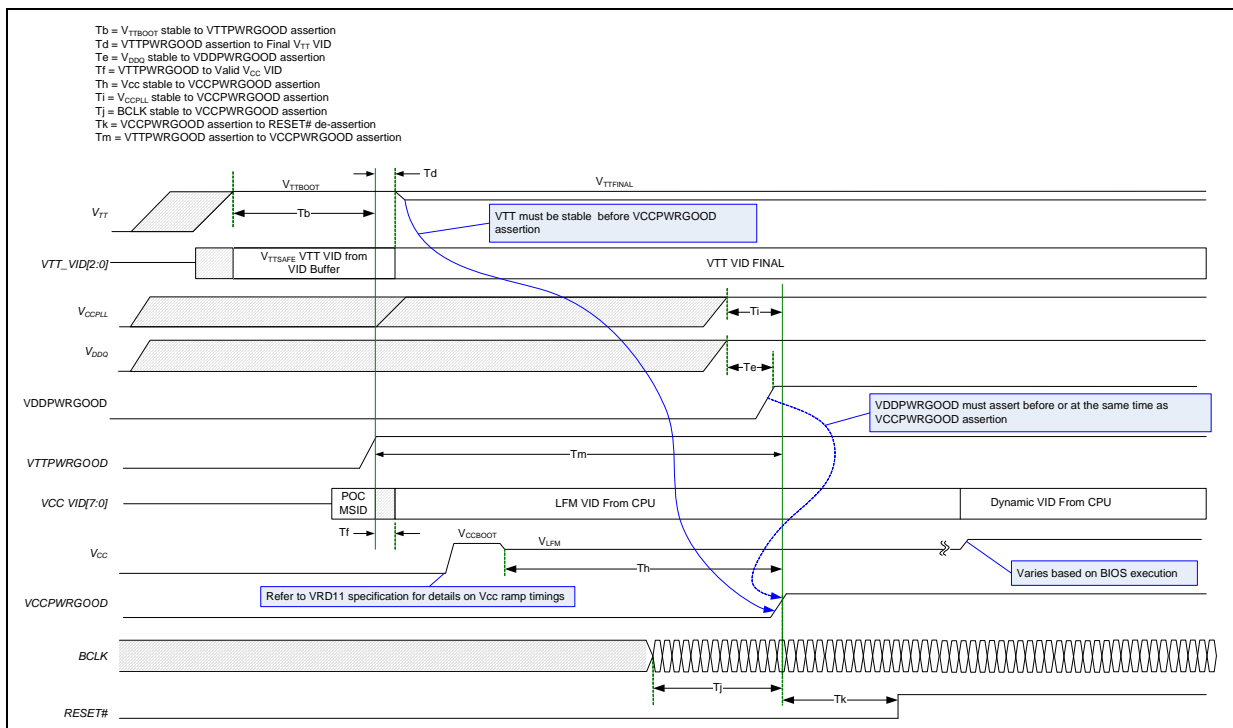 Tb = VTTBOOT stable to VTTPWRGOOD assertion
Td = VTTPWRGOOD assertion to Final VTT VID
Te = VDDQ stable to VDDPWRGOOD assertion
Tf = VTTPWRGOOD to Valid VCC VID
Th = Vcc stable to VCCPWRGOOD assertion
Ti = VCCPLL stable to VCCPWRGOOD assertion
Tj = BCLK stable to VCCPWRGOOD assertion
Tk = VCCPWRGOOD assertion to RESET# de-assertion
Tm = VTTPWRGOOD assertion to VCCPWRGOOD assertion
Td
VTTBOOT
VTTFINAL
Tb
VTT
VTT must be stable before VCCPWRGOOD
assertion
VTT_VID[2:0]
VTTSAFE VTT VID from
VID Buffer
VTT VID FINAL
VCCPLL
Ti
VDDQ
Te
VDDPWRGOOD
VDDPWRGOOD must assert before or at the same time as
VCCPWRGOOD assertion
VTTPWRGOOD
Tm
VCC VID[7:0]
POC
MSID
LFM VID From CPU
Dynamic VID From CPU
Tf
VCCBOOT
VLFM
VCC
Th
Varies based on BIOS execution
Refer to VRD11 specification for details on Vcc ramp timings
VCCPWRGOOD
BCLK
Tj
Tk
RESET#